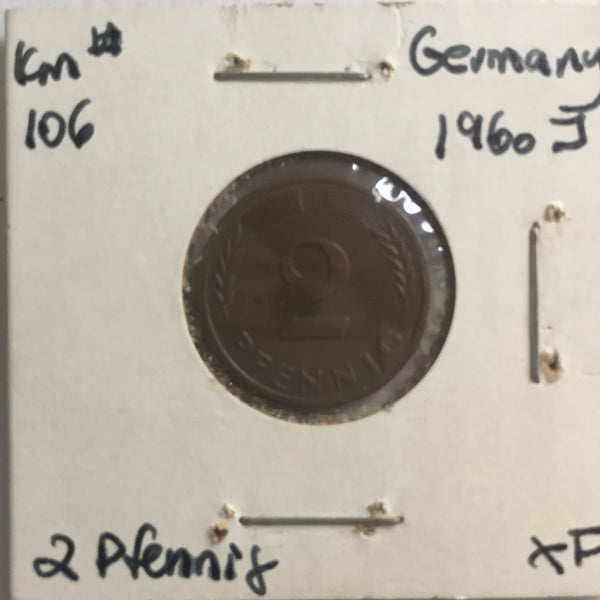 Km #
106
Germany
1960 J
J
2
PFENNIG
2 Pfennig
XF